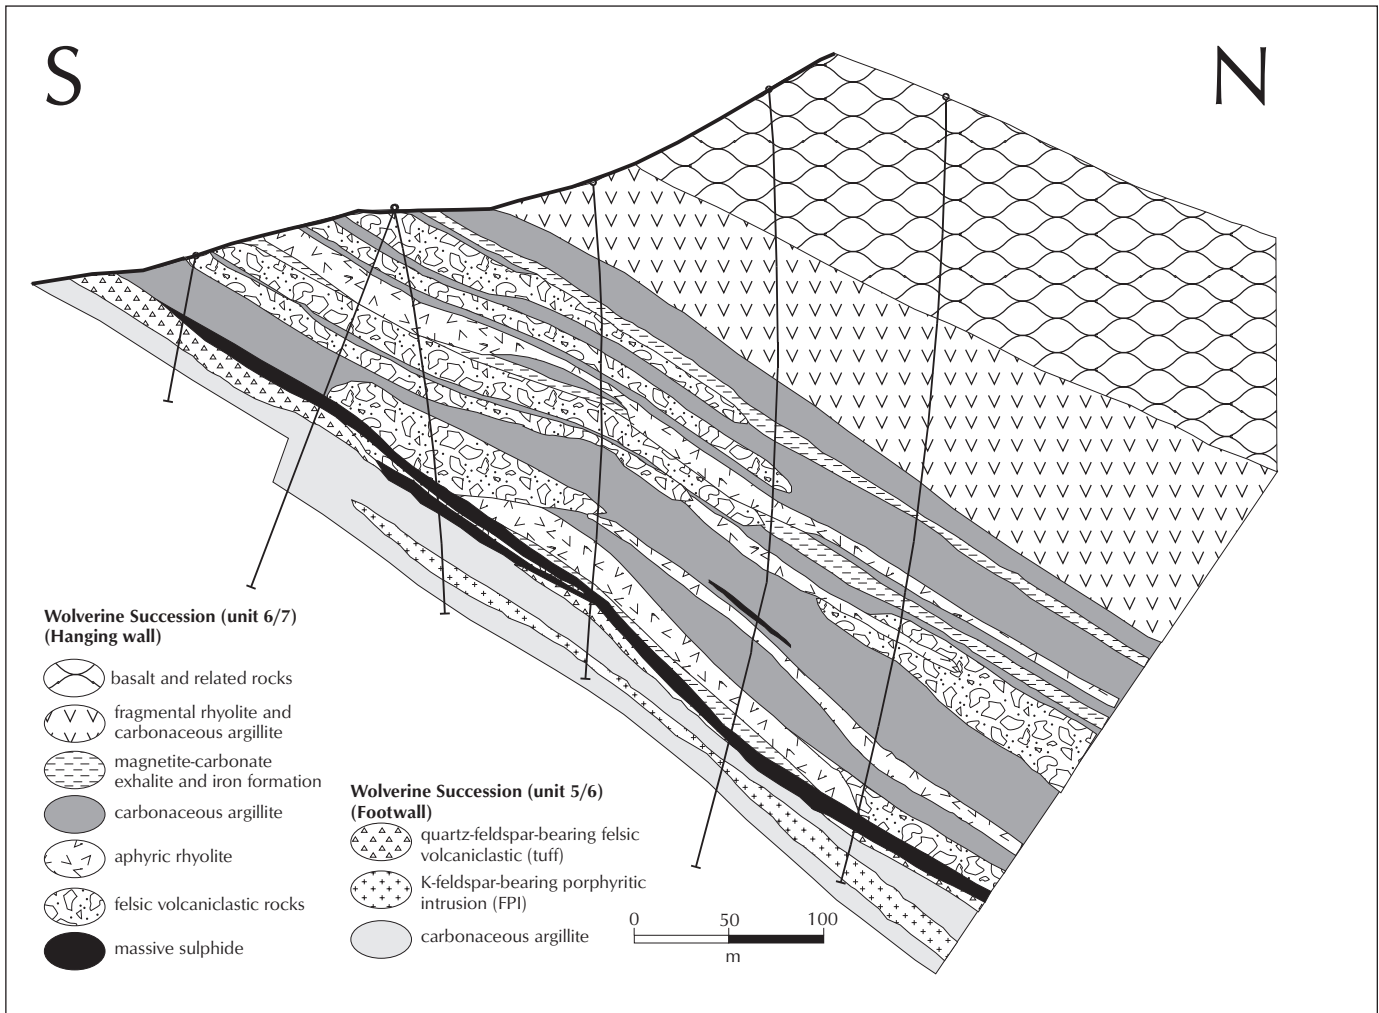 S
N
Wolverine Succession (unit 6/7)
(Hanging wall)
basalt and related rocks
fragmental rhyolite and
carbonaceous argillite
magnetite-carbonate
exhalite and iron formation
carbonaceous argillite
aphyric rhyolite
felsic volcaniclastic rocks
massive sulphide
Wolverine Succession (unit 5/6)
(Footwall)
quartz-feldspar-bearing felsic
volcaniclastic (tuff)
K-feldspar-bearing porphyritic
intrusion (FPI)
carbonaceous argillite
0 50 100
m